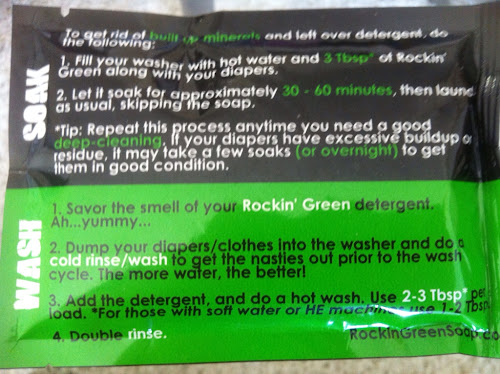 SOAK
To get rid of built up minerals and left over detergent, do
the following:
1. Fill your washer with hot water and 3 Tbsp* of Rockin'
Green along with your diapers.
2. Let it soak for approximately 30 - 60 minutes, then laund
as usual, skipping the soap.
*Tip: Repeat this process anytime you need a good
deep-cleaning. If your diapers have excessive buildup o
residue, it may take a few soaks (or overnight) to get
them in good condition.
WASH
1. Savor the smell of your Rockin' Green detergent.
Ah...yummy...
2. Dump your diapers/clothes into the washer and do a
cold rinse/wash to get the nasties out prior to the wash
cycle. The more water, the better!
3. Add the detergent, and do a hot wash. Use 2-3 Tbsp* per
load. *For those with soft water or HE machines, use 1-2 Tbsp.
4. Double rinse.
RockinGreenSoap.co